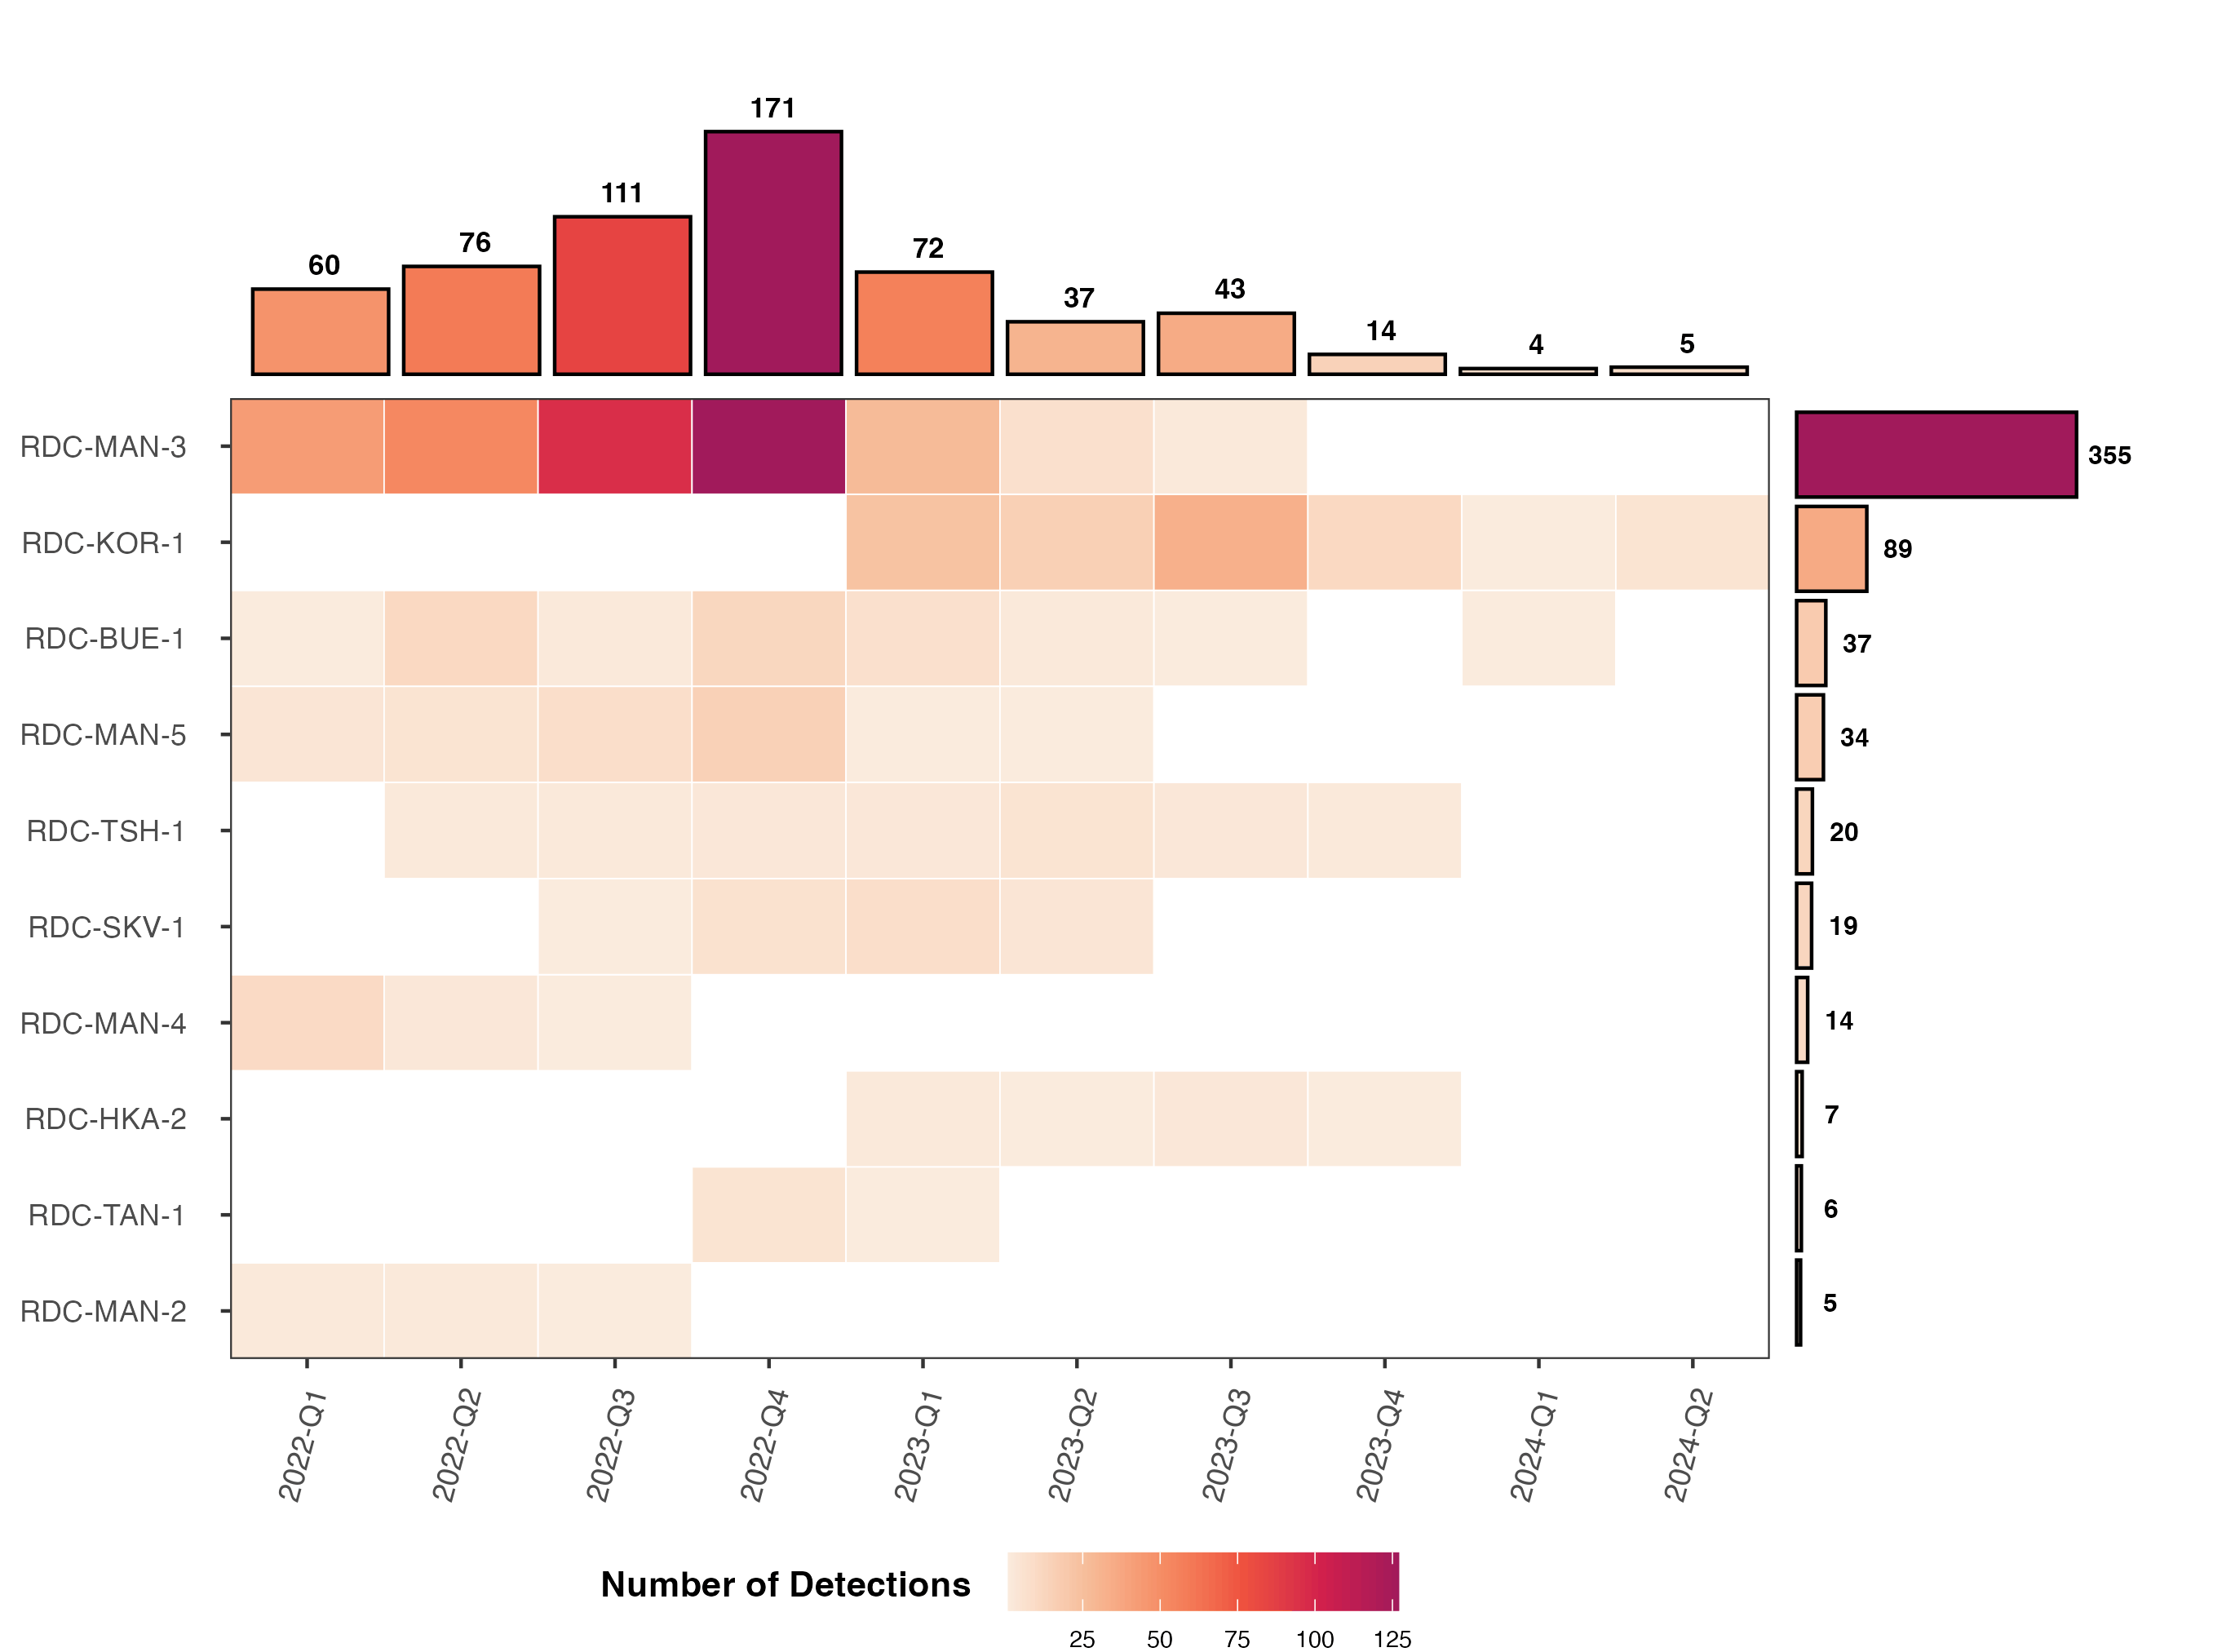 171
111
76
60
72
37
43
14
4
5
RDC-MAN-3
355
RDC-KOR-1
89
RDC-BUE-1
37
RDC-MAN-5
34
RDC-TSH-1
20
RDC-SKV-1
19
RDC-MAN-4
14
RDC-HKA-2
7
RDC-TAN-1
6
RDC-MAN-2
5
2022-Q1
2022-Q2
2022-Q3
2022-Q4
2023-Q1
2023-Q2
2023-Q3
2023-Q4
2024-Q1
2024-Q2
Number of Detections
25 50 75 100 125